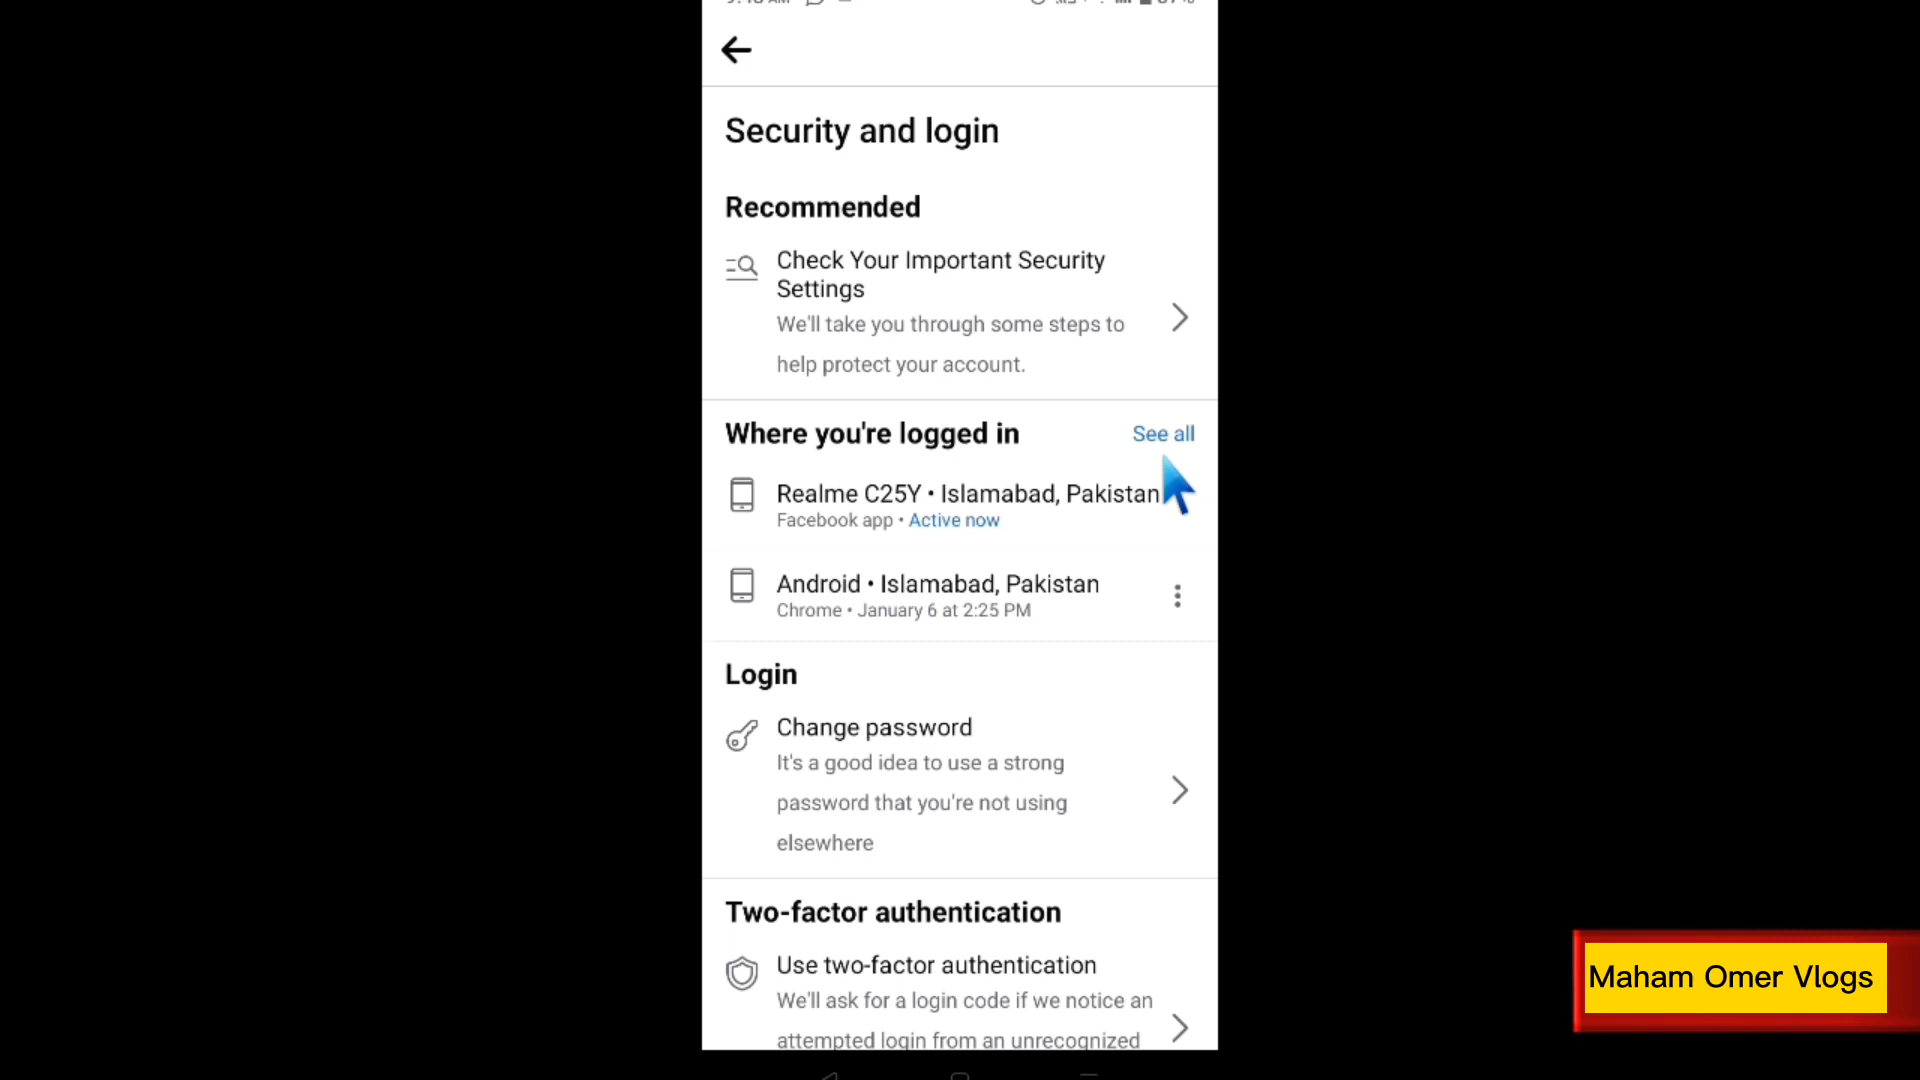 Security and login
Recommended
Check Your Important Security
Settings
We'll take you through some steps to
help protect your account.
Where you're logged in
See all
Realme C25Y • Islamabad, Pakistan
Facebook app • Active now
Android • Islamabad, Pakistan
Chrome • January 6 at 2:25 PM
Login
Change password
It's a good idea to use a strong
password that you're not using
elsewhere
Two-factor authentication
Use two-factor authentication
We'll ask for a login code if we notice an
attempted login from an unrecognized
Maham Omer Vlogs